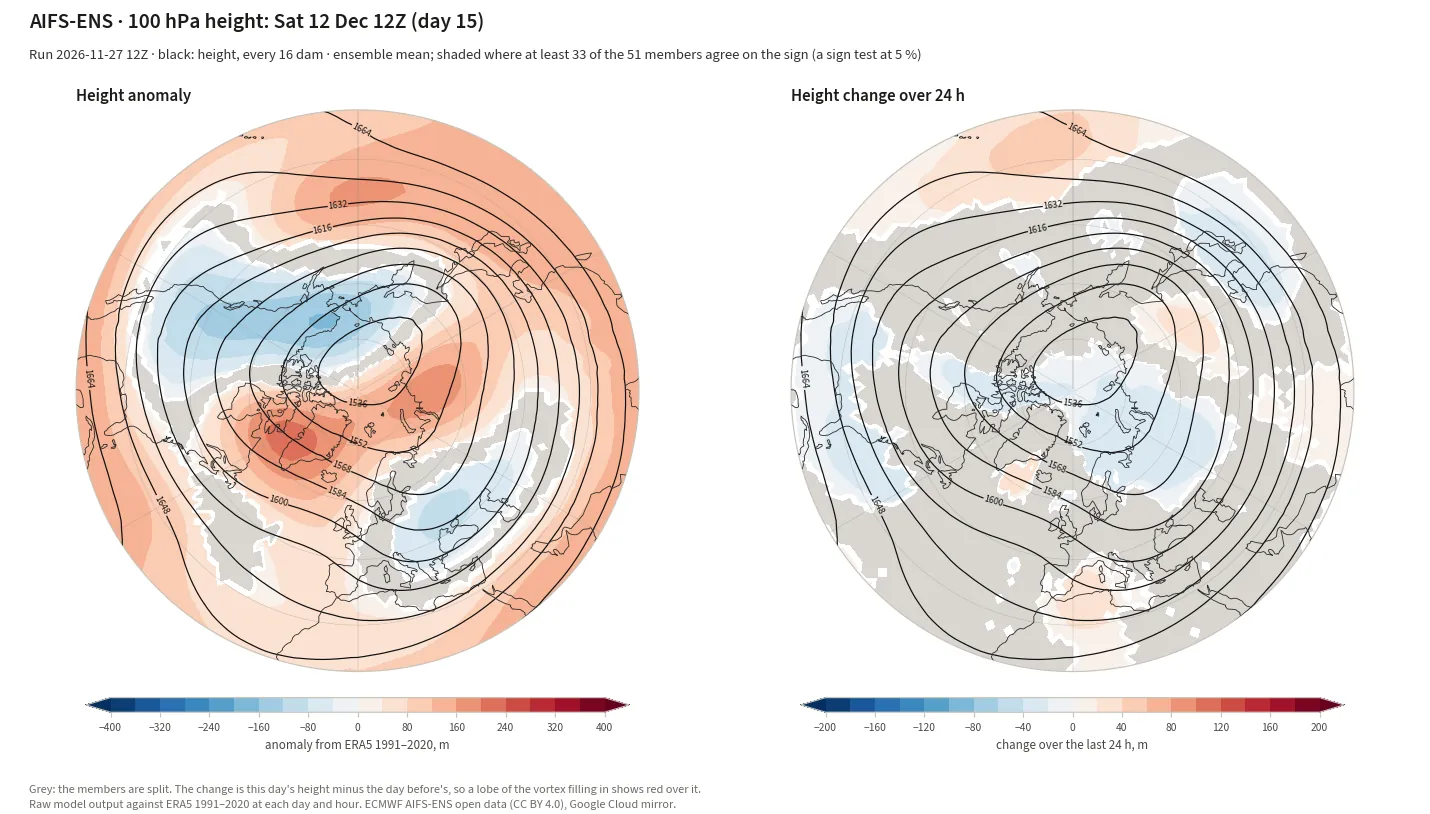 AIFS-ENS · 100 hPa height: Sat 12 Dec 12Z (day 15)
Run 2026-11-27 12Z · black: height, every 16 dam · ensemble mean; shaded where at least 33 of the 51 members agree on the sign (a sign test at 5 %)
Height anomaly
Height change over 24 h
1664
1632
1616
1664
1536
1552
1568
1584
1600
1648
1664
1632
1616
1664
1536
1552
1568
1584
1600
1648
−400 −320 −240 −160 −80 0 80 160 240 320 400
anomaly from ERA5 1991–2020, m
−200 −160 −120 −80 −40 0 40 80 120 160 200
change over the last 24 h, m
Grey: the members are split. The change is this day's height minus the day before's, so a lobe of the vortex filling in shows red over it.
Raw model output against ERA5 1991–2020 at each day and hour. ECMWF AIFS-ENS open data (CC BY 4.0), Google Cloud mirror.